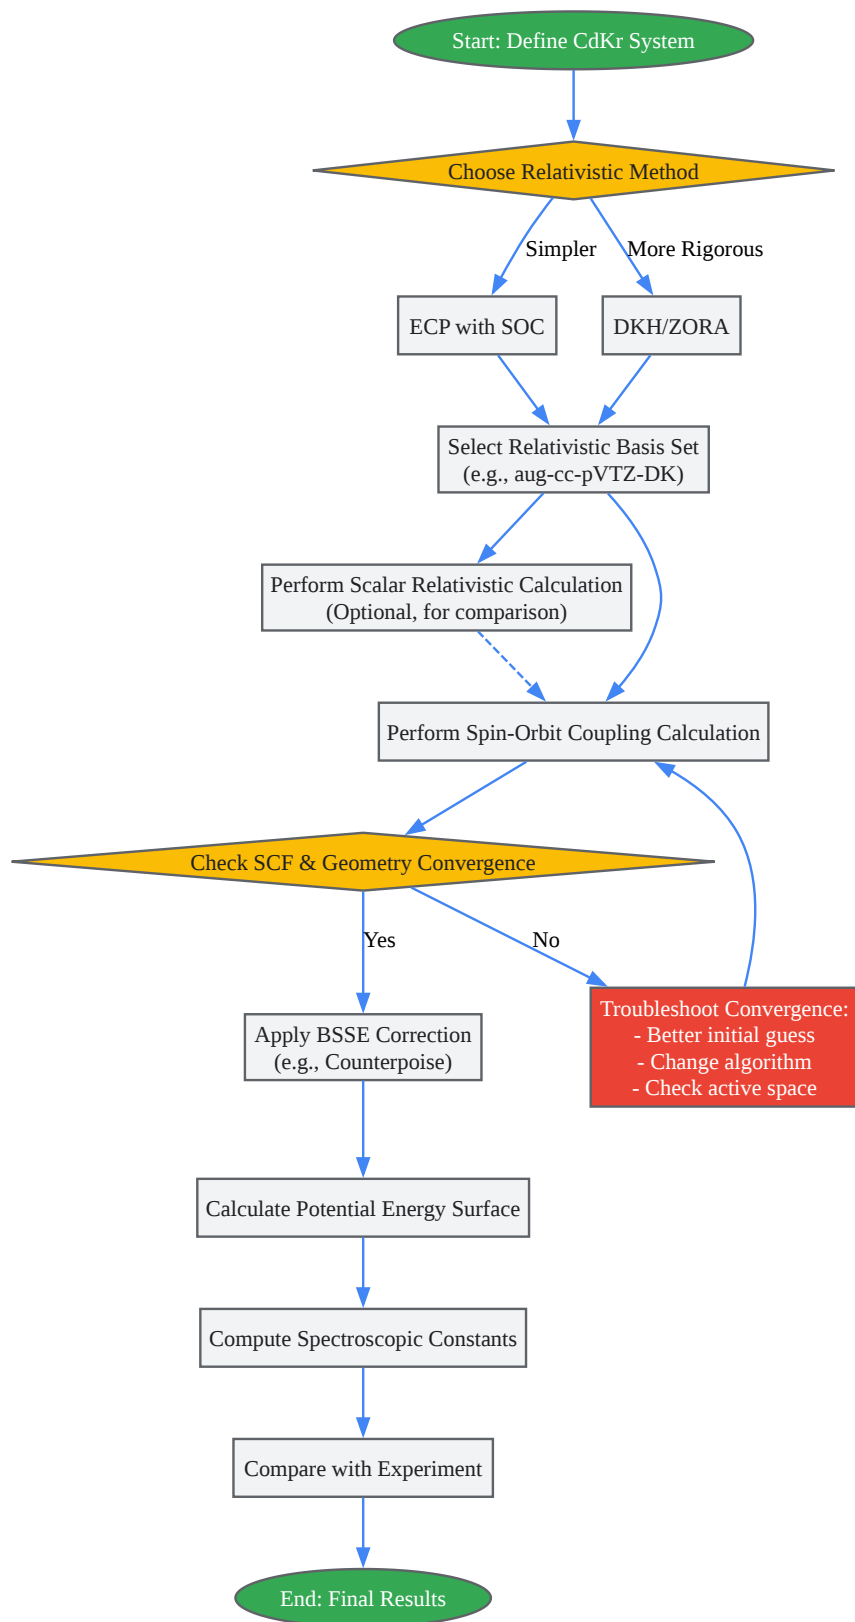 Start: Define CdKr System
Choose Relativistic Method
Simpler
More Rigorous
ECP with SOC
DKH/ZORA
Select Relativistic Basis Set
(e.g., aug-cc-pVTZ-DK)
Perform Scalar Relativistic Calculation
(Optional, for comparison)
Perform Spin-Orbit Coupling Calculation
Check SCF & Geometry Convergence
Yes
No
Troubleshoot Convergence:
- Better initial guess
- Change algorithm
- Check active space
Apply BSSE Correction
(e.g., Counterpoise)
Calculate Potential Energy Surface
Compute Spectroscopic Constants
Compare with Experiment
End: Final Results